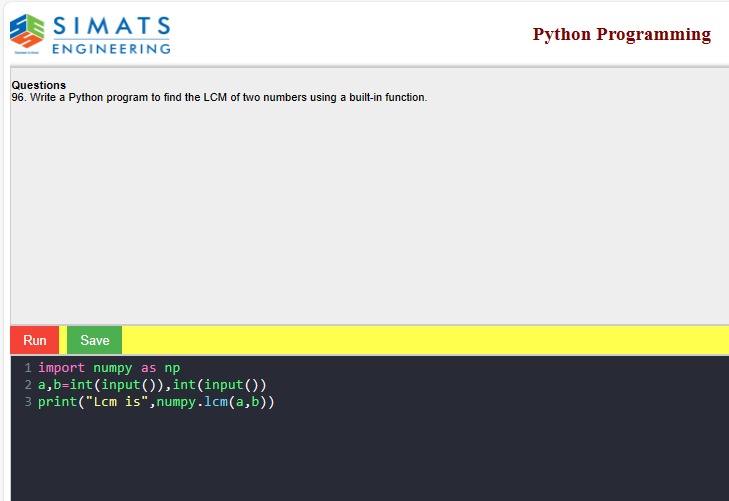 SIMATS
ENGINEERING
Python Programming
Questions
96. Write a Python program to find the LCM of two numbers using a built-in function.
Run Save
1 import numpy as np
2 a,b=int(input()),int(input())
3 print("Lcm is",numpy.lcm(a,b))